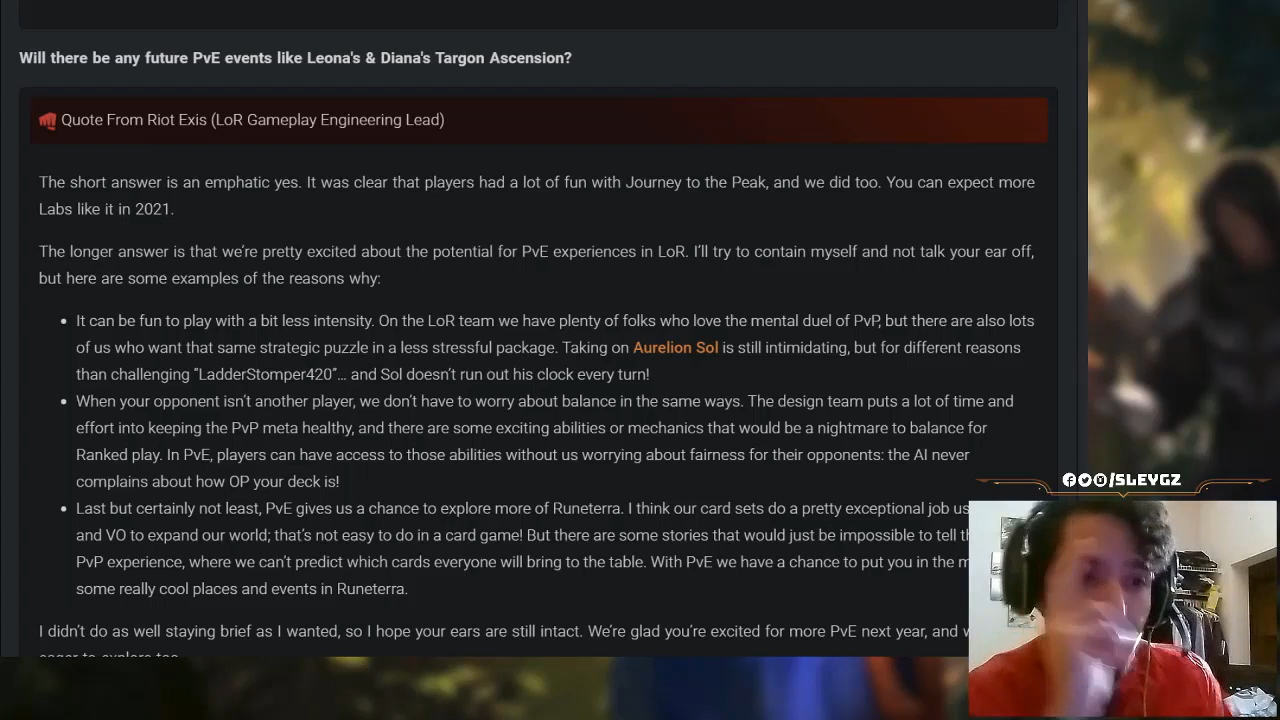 Will there be any future PvE events like Leona's & Diana's Targon Ascension?
Quote From Riot Exis (LoR Gameplay Engineering Lead)
The short answer is an emphatic yes. It was clear that players had a lot of fun with Journey to the Peak, and we did too. You can expect more
Labs like it in 2021.
The longer answer is that we're pretty excited about the potential for PvE experiences in LoR. I'll try to contain myself and not talk your ear off,
but here are some examples of the reasons why:
• It can be fun to play with a bit less intensity. On the LoR team we have plenty of folks who love the mental duel of PvP, but there are also lots
of us who want that same strategic puzzle in a less stressful package. Taking on Aurelion Sol is still intimidating, but for different reasons
than challenging "LadderStomper420"... and Sol doesn't run out his clock every turn!
• When your opponent isn't another player, we don't have to worry about balance in the same ways. The design team puts a lot of time and
effort into keeping the PvP meta healthy, and there are some exciting abilities or mechanics that would be a nightmare to balance for
Ranked play. In PvE, players can have access to those abilities without us worrying about fairness for their opponents: the AI never
complains about how OP your deck is!
/SLEVGZ
• Last but certainly not least, PvE gives us a chance to explore more of Runeterra. I think our card sets do a pretty exceptional job
and VO to expand our world; that's not easy to do in a card game! But there are some stories that would just be impossible to tell
PvP experience, where we can't predict which cards everyone will bring to the table. With PvE we have a chance to put you in the
some really cool places and events in Runeterra.
I didn't do as well staying brief as I wanted, so I hope your ears are still intact. We're glad you're excited for more PvE next year, and